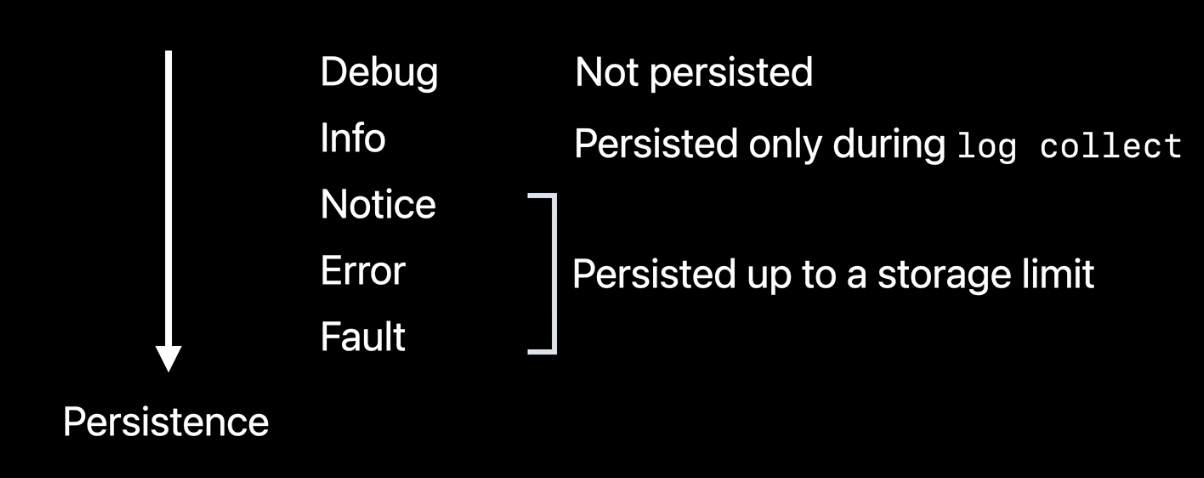 Debug Not persisted
Info Persisted only during log collect
Notice
Error Persisted up to a storage limit
Fault
Persistence